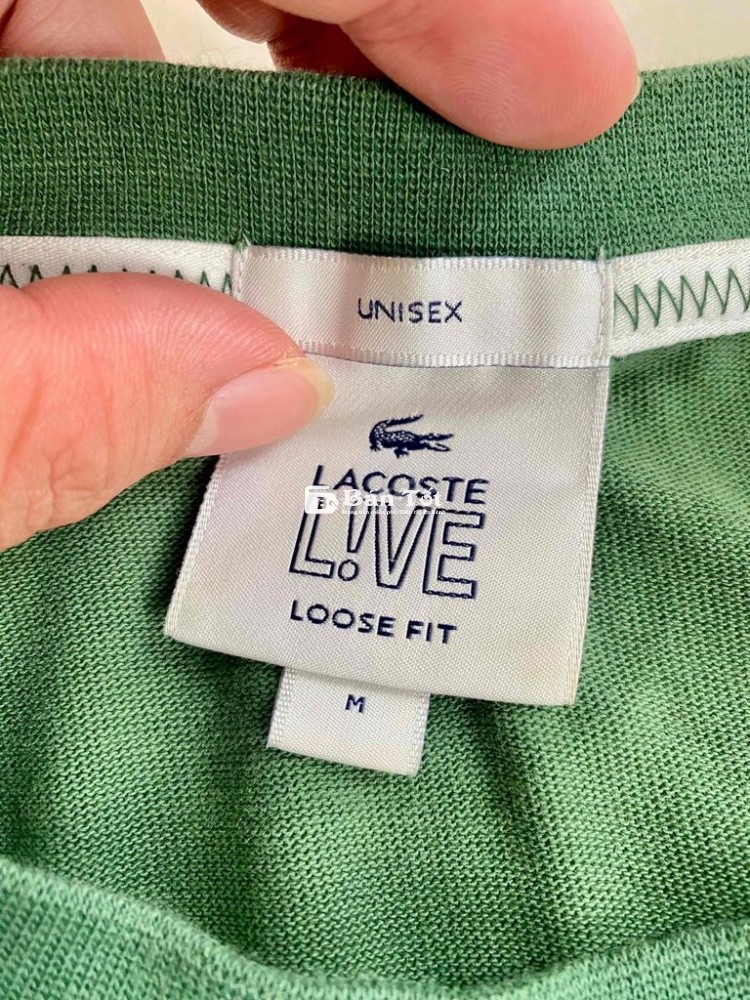 UNISEX
LACOSTE
Bán Tốt
L!VE
LOOSE FIT
M